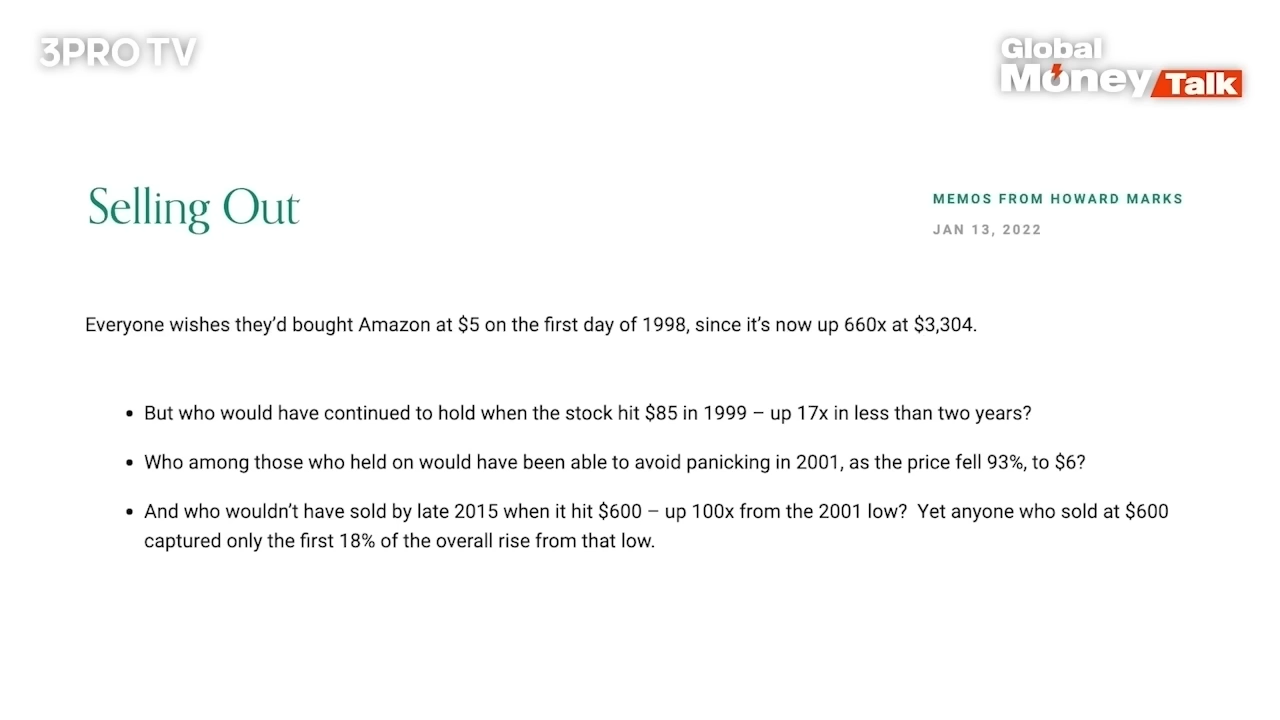 3PRO TV
Global
Money Talk
Selling Out
MEMOS FROM HOWARD MARKS
JAN 13, 2022
Everyone wishes they’d bought Amazon at $5 on the first day of 1998, since it’s now up 660x at $3,304.
• But who would have continued to hold when the stock hit $85 in 1999 – up 17x in less than two years?
• Who among those who held on would have been able to avoid panicking in 2001, as the price fell 93%, to $6?
• And who wouldn’t have sold by late 2015 when it hit $600 – up 100x from the 2001 low?  Yet anyone who sold at $600
captured only the first 18% of the overall rise from that low.